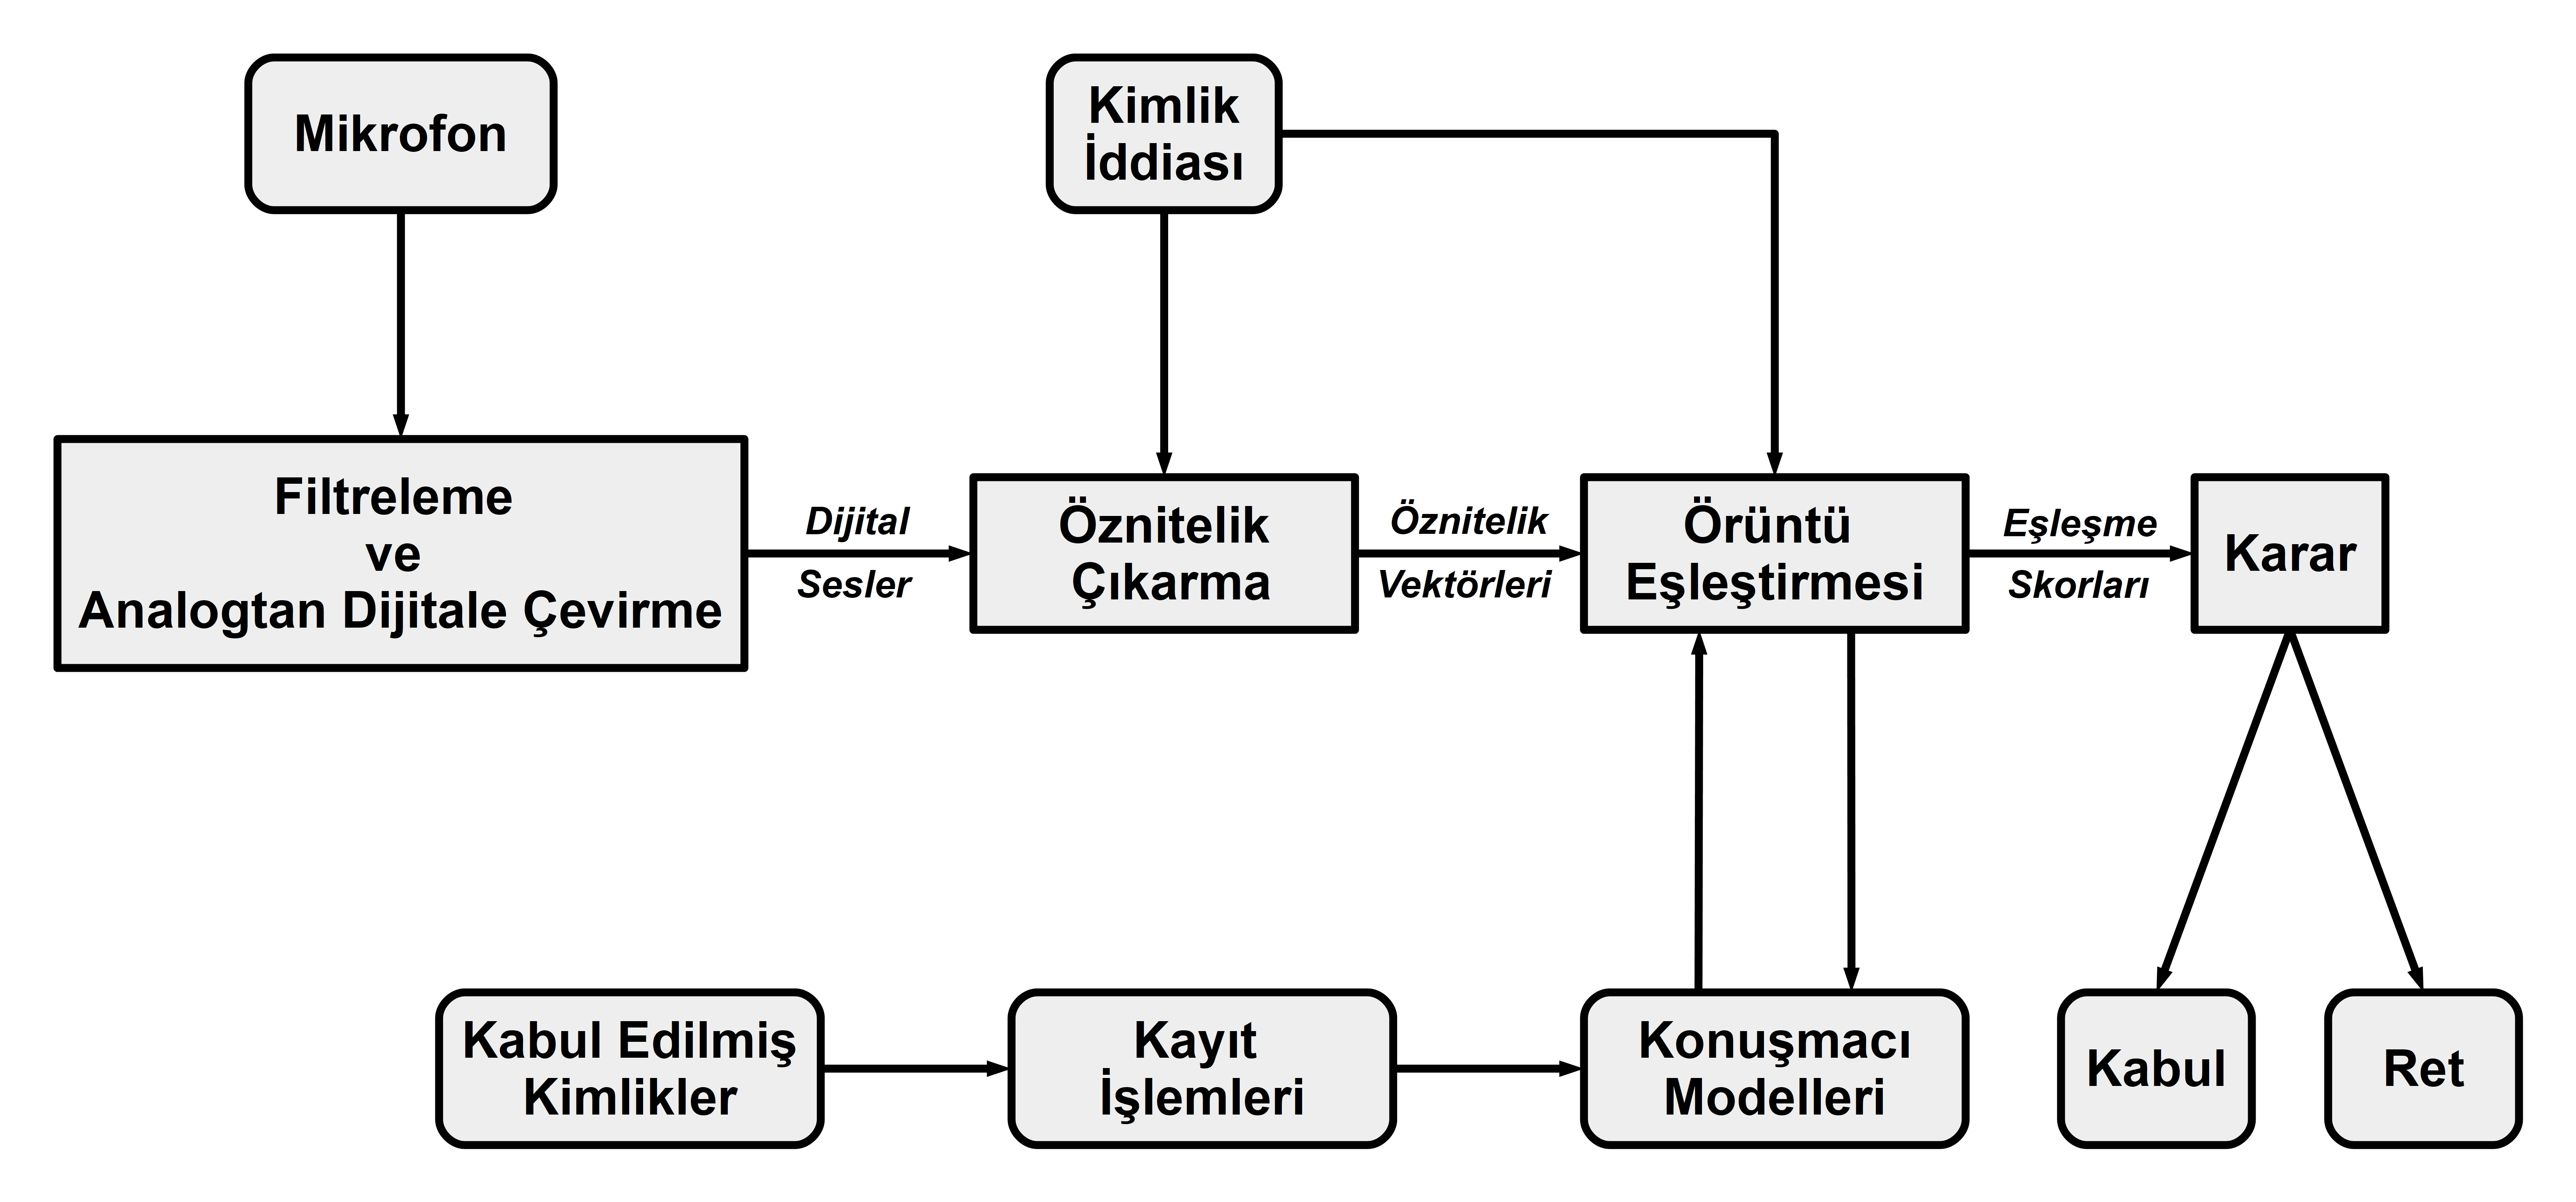 Mikrofon
Kimlik
İddiası
Filtreleme
ve
Analogtan Dijitale Çevirme
Dijital
Sesler
Öznitelik
Çıkarma
Öznitelik
Vektörleri
Örüntü
Eşleştirmesi
Eşleşme
Skorları
Karar
Kabul Edilmiş
Kimlikler
Kayıt
İşlemleri
Konuşmacı
Modelleri
Kabul
Ret